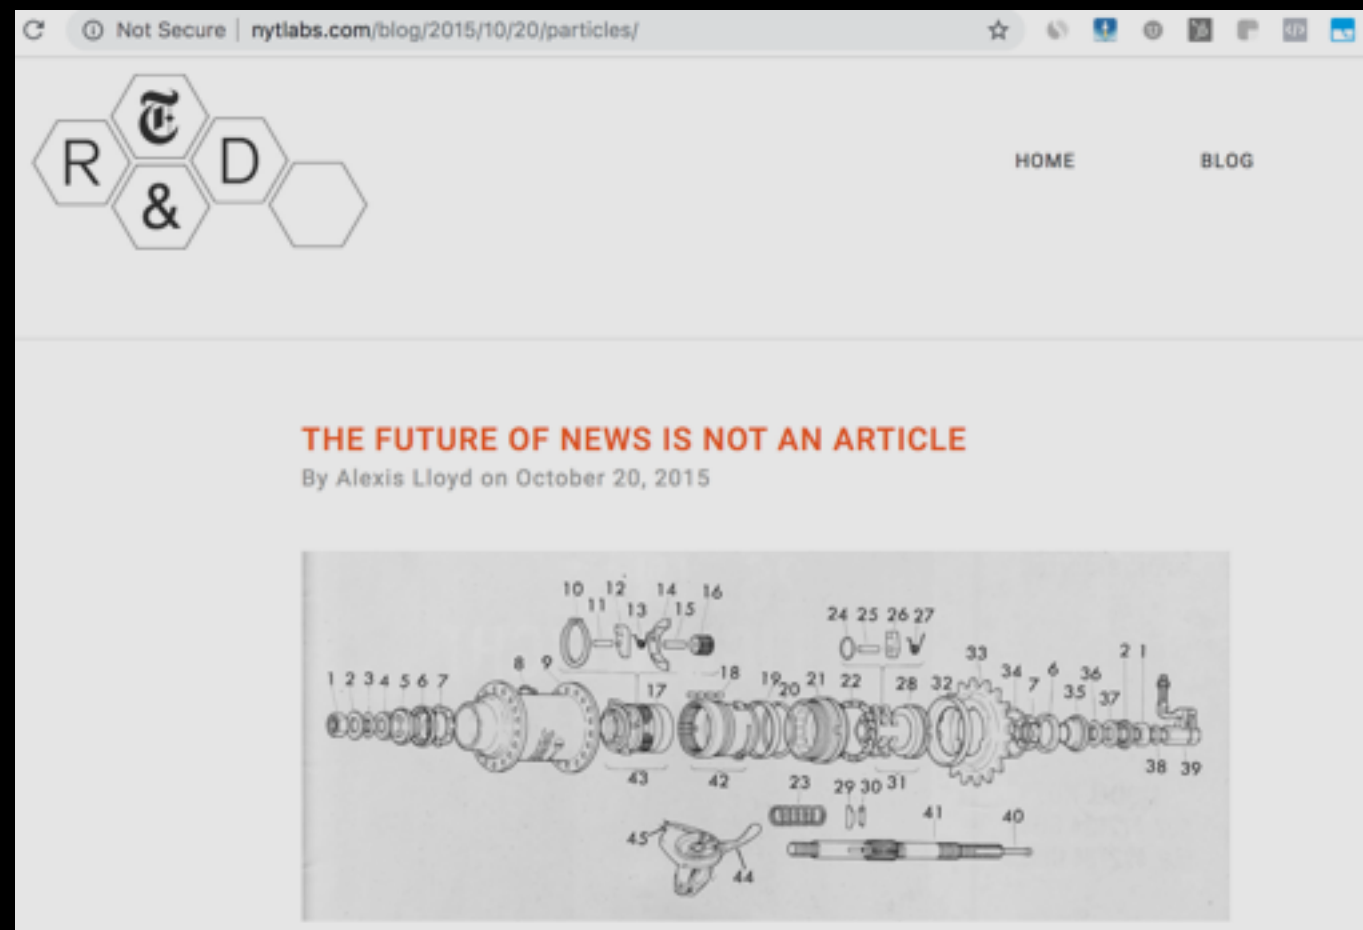 Not Secure | nytlabs.com/blog/2015/10/20/particles/
T
R D
&
HOME BLOG
THE FUTURE OF NEWS IS NOT AN ARTICLE
By Alexis Lloyd on October 20, 2015
10 11 12 13 14 15 16
24 25 26 27
1 2 3 4 5 6 7 8 9 17 18 19 20 21 22 28 32 33 34 7 6 35 36 37 2 1
43 42 31 38 39
23 29 30 41 40
45 44